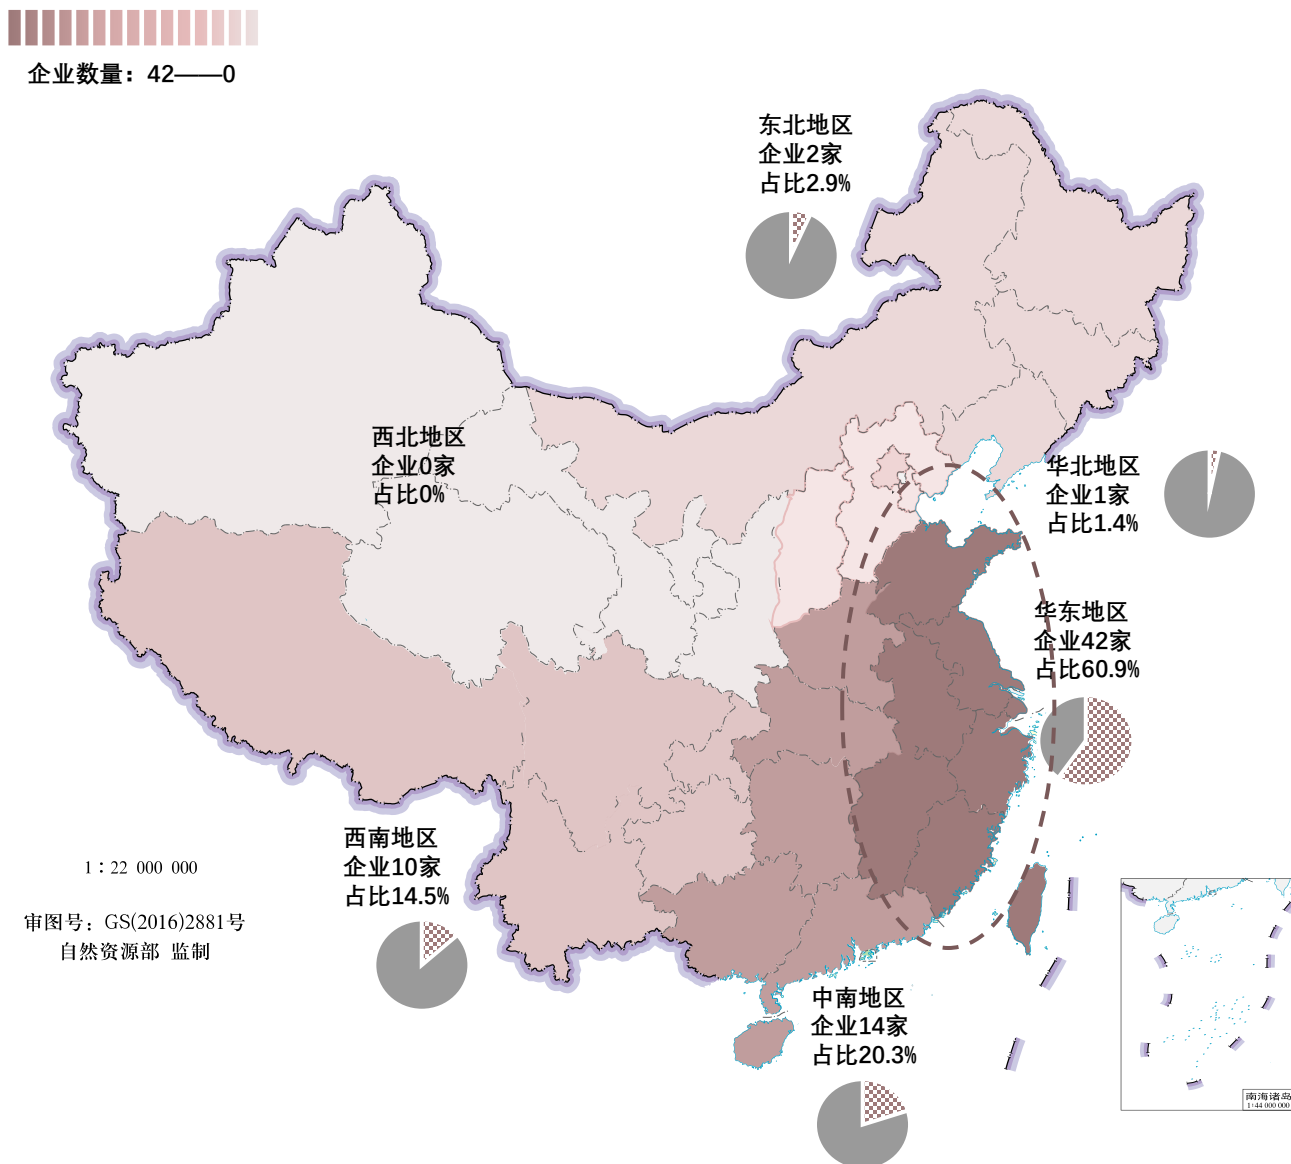 企业数量：42——0
东北地区
企业2家
占比2.9%
西北地区
企业0家
占比0%
华北地区
企业1家
占比1.4%
华东地区
企业42家
占比60.9%
西南地区
企业10家
占比14.5%
1：22 000 000
审图号：GS(2016)2881号
自然资源部 监制
中南地区
企业14家
占比20.3%
南海诸岛
1:44 000 000